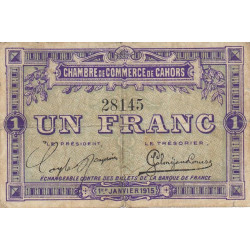 CHAMBRE DE COMMERCE DE CAHORS
28145
1 UN FRANC 1
LE PRÉSIDENT, LE TRÉSORIER,
1ER JANVIER 1915
ÉCHANGEABLE CONTRE DES BILLETS DE LA BANQUE DE FRANCE